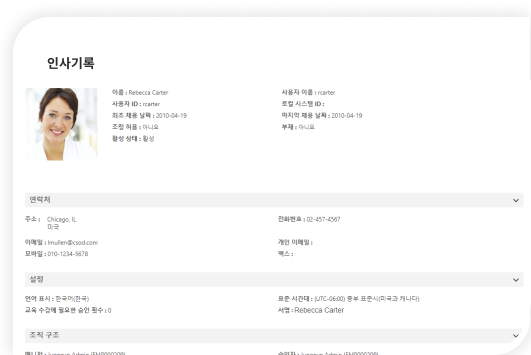 인사기록
이름 : Rebecca Carter
사용자 이름 : rcarter
사용자 ID : rcarter
로컬 시스템 ID :
최초 채용 날짜 : 2010-04-19
마지막 채용 날짜 : 2010-04-19
조정 허용 : 아니요
부재 : 아니요
활성 상태 : 활성
연락처
주소 : Chicago, IL
전화번호 : 02-457-4567
미국
이메일 : lmullen@csod.com
개인 이메일 :
모바일 : 010-1234-5678
팩스 :
설정
언어 표시 : 한국어(한국)
표준 시간대 : (UTC-06:00) 중부 표준시(미국과 캐나다)
교육 수강에 필요한 승인 횟수 : 0
서명 : Rebecca Carter
조직 구조